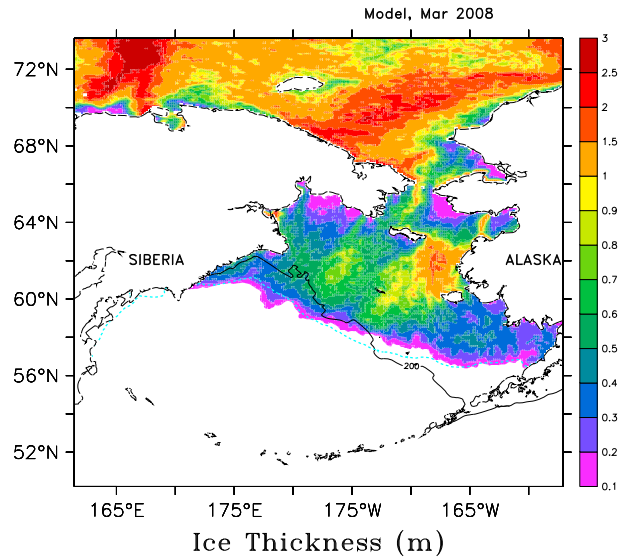 Model, Mar 2008
72°N
68°N
64°N
60°N
56°N
52°N
SIBERIA
ALASKA
200
165°E
175°E
175°W
165°W
3
2.5
2
1.5
1
0.9
0.8
0.7
0.6
0.5
0.4
0.3
0.2
0.1
Ice Thickness (m)